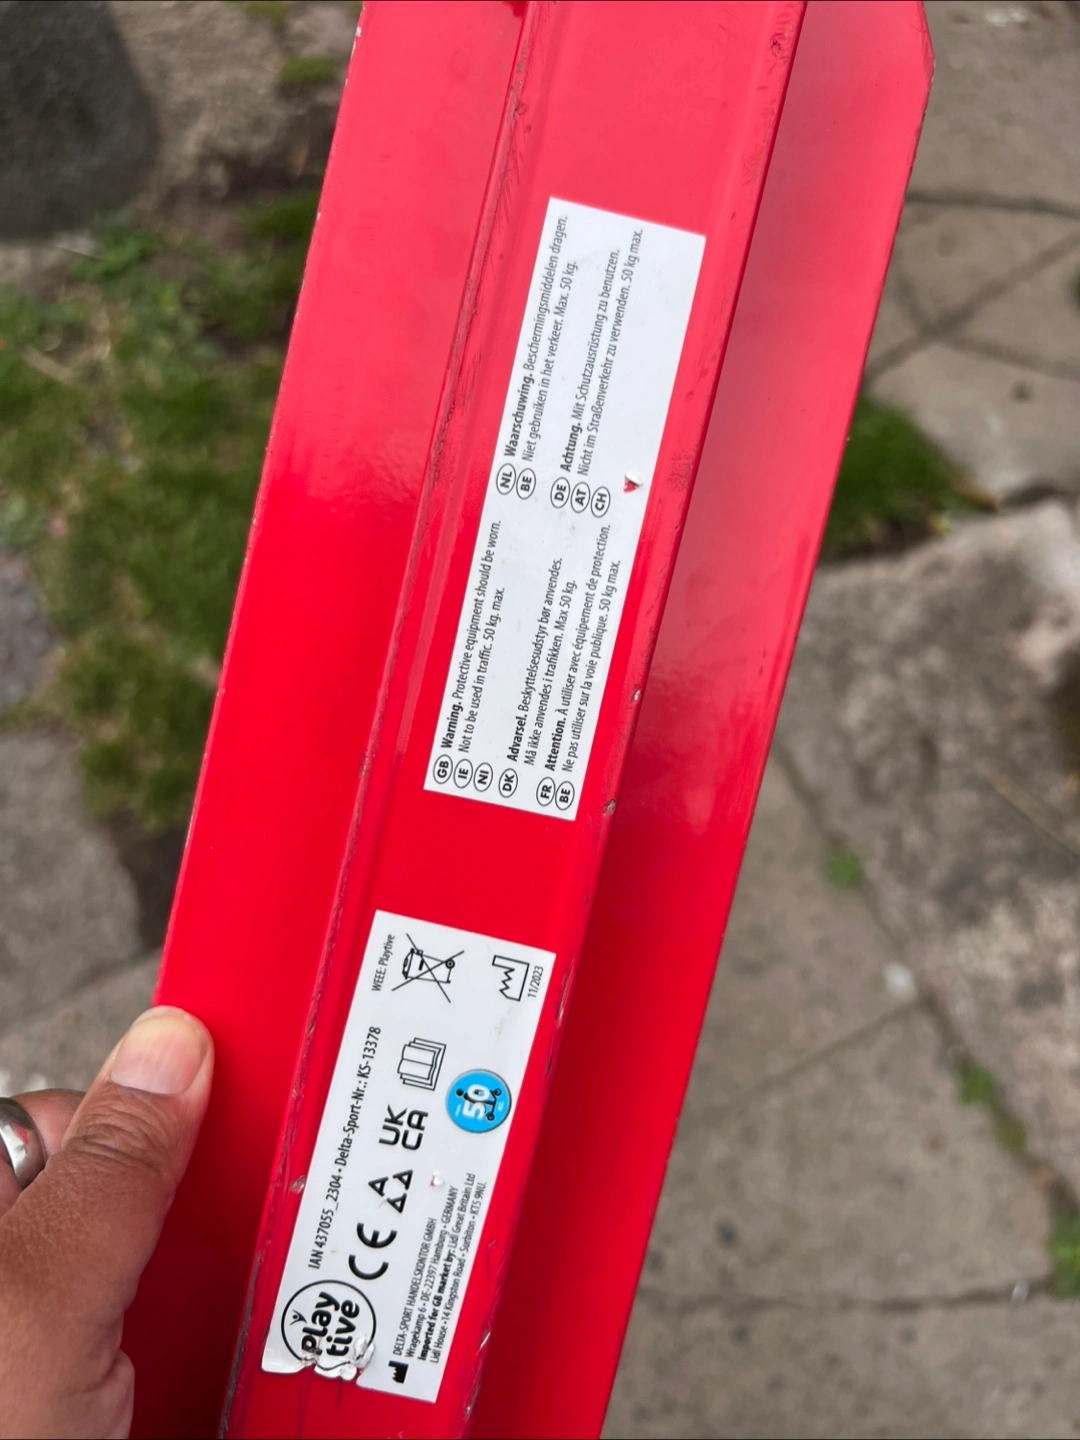 GB Warning. Protective equipment should be worn.
IE Not to be used in traffic. 50 kg. max.
NI
DK Advarsel. Beskyttelsesudstyr bør anvendes.
Må ikke anvendes i trafikken. Max 50 kg.
FR Attention. À utiliser avec équipement de protection.
BE Ne pas utiliser sur la voie publique. 50 kg max.
NL Waarschuwing. Beschermingsmiddelen dragen.
BE Niet gebruiken in het verkeer. Max. 50 kg.
DE Achtung. Mit Schutzausrüstung zu benutzen.
AT Nicht im Straßenverkehr zu verwenden. 50 kg max.
CH
Play
tive
IAN 437055_2304 • Delta-Sport-Nr.: KS-13378
WEEE: Playtive
CE
UK
CA
50
11/2023
DELTA-SPORT HANDELSKONTOR GMBH
Wragekamp 6 • DE-22397 Hamburg • GERMANY
Imported for GB market by: Lidl Great Britain Ltd
Lidl House • 14 Kingston Road • Surbiton • KT5 9NU.